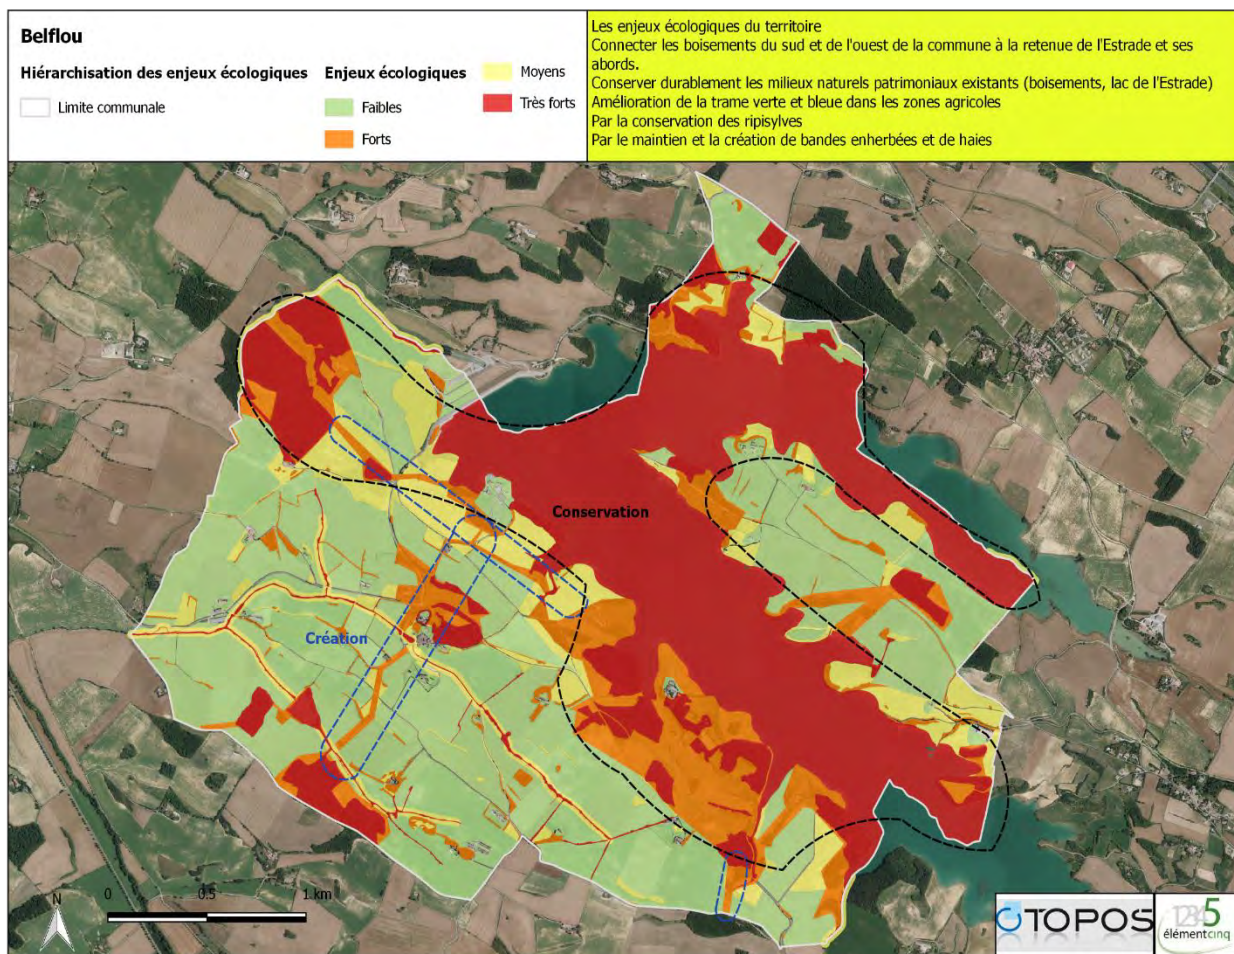 Belflou
Hiérarchisation des enjeux écologiques
Limite communale
Enjeux écologiques
Faibles
Forts
Moyens
Très forts
Les enjeux écologiques du territoire
Connecter les boisements du sud et de l'ouest de la commune à la retenue de l'Estrade et ses
abords.
Conserver durablement les milieux naturels patrimoniaux existants (boisements, lac de l'Estrade)
Amélioration de la trame verte et bleue dans les zones agricoles
Par la conservation des ripisylves
Par le maintien et la création de bandes enherbées et de haies
Conservation
Création
N
0 0.5 1 km
TOPOS
12345
élémentcinq